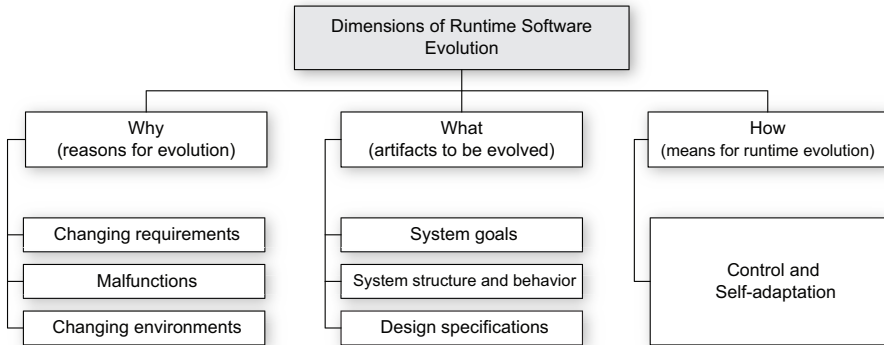 Dimensions of Runtime Software
Evolution
Why
(reasons for evolution)
Changing requirements
Malfunctions
Changing environments
What
(artifacts to be evolved)
System goals
System structure and behavior
Design specifications
How
(means for runtime evolution)
Control and
Self-adaptation